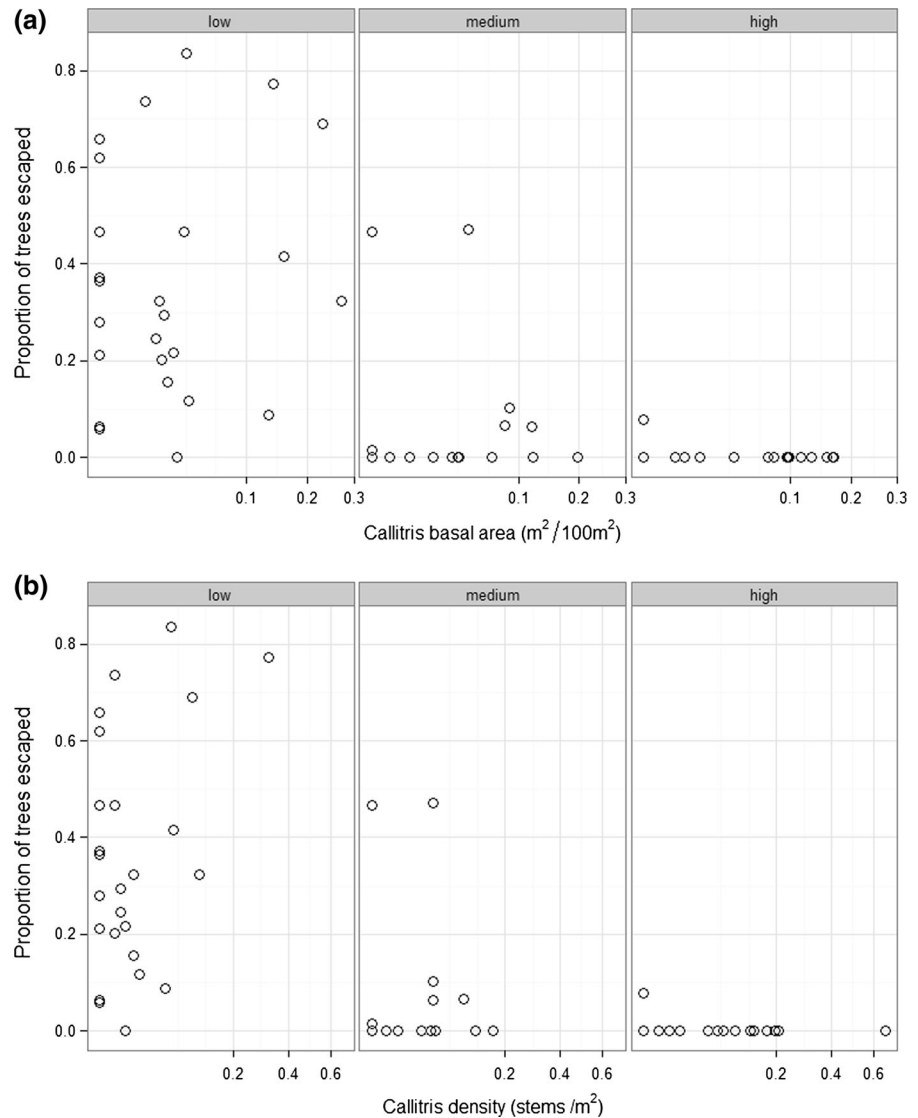 (a)
low medium high
Proportion of trees escaped
0.8
0.6
0.4
0.2
0.0
0.1 0.2 0.3 0.1 0.2 0.3 0.1 0.2 0.3
Callitris basal area (m²/100m²)
(b)
low medium high
Proportion of trees escaped
0.8
0.6
0.4
0.2
0.0
0.2 0.4 0.6 0.2 0.4 0.6 0.2 0.4 0.6
Callitris density (stems /m²)